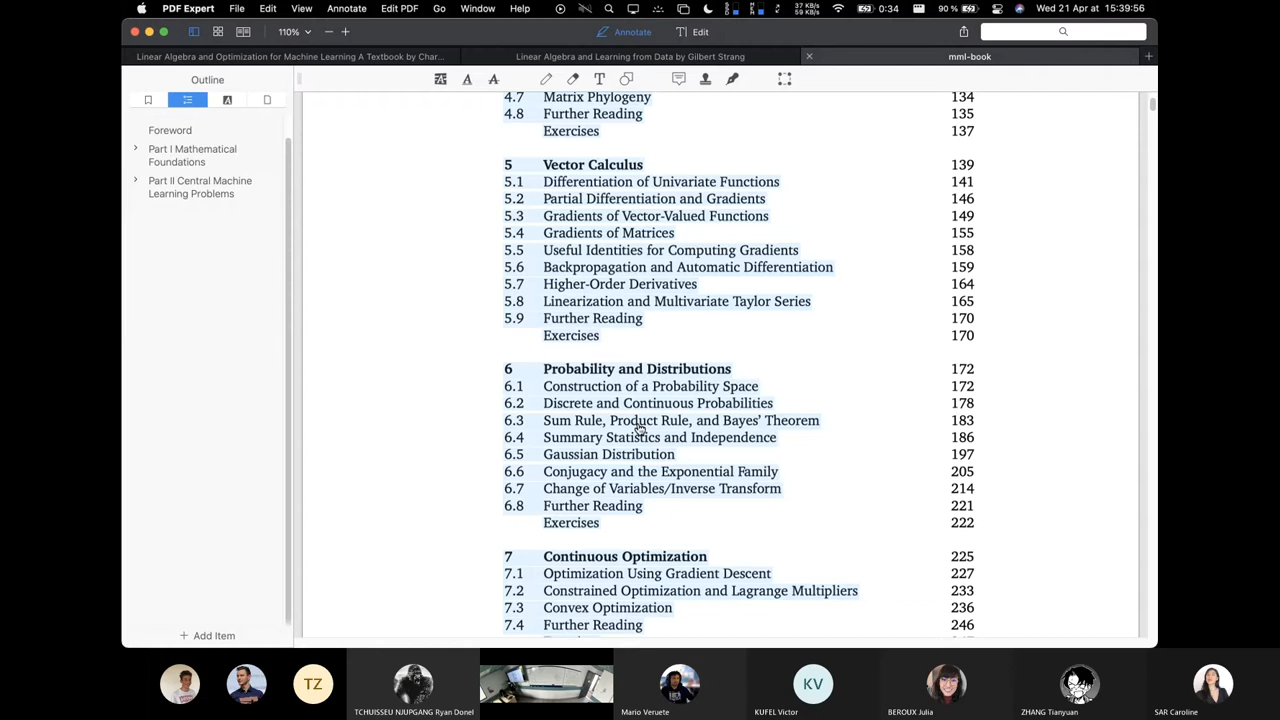 PDF Expert File Edit View Annotate Edit PDF Go Window Help 37 KB/s 59 KB/s 0:34 90 % Wed 21 Apr at 15:39:56
110% Annotate Edit
Linear Algebra and Optimization for Machine Learning A Textbook by Char... Linear Algebra and Learning from Data by Gilbert Strang mml-book
Outline
Foreword
Part I Mathematical
Foundations
Part II Central Machine
Learning Problems
+ Add Item
4.7 Matrix Phylogeny 134
4.8 Further Reading 135
Exercises 137
5 Vector Calculus 139
5.1 Differentiation of Univariate Functions 141
5.2 Partial Differentiation and Gradients 146
5.3 Gradients of Vector-Valued Functions 149
5.4 Gradients of Matrices 155
5.5 Useful Identities for Computing Gradients 158
5.6 Backpropagation and Automatic Differentiation 159
5.7 Higher-Order Derivatives 164
5.8 Linearization and Multivariate Taylor Series 165
5.9 Further Reading 170
Exercises 170
6 Probability and Distributions 172
6.1 Construction of a Probability Space 172
6.2 Discrete and Continuous Probabilities 178
6.3 Sum Rule, Product Rule, and Bayes’ Theorem 183
6.4 Summary Statistics and Independence 186
6.5 Gaussian Distribution 197
6.6 Conjugacy and the Exponential Family 205
6.7 Change of Variables/Inverse Transform 214
6.8 Further Reading 221
Exercises 222
7 Continuous Optimization 225
7.1 Optimization Using Gradient Descent 227
7.2 Constrained Optimization and Lagrange Multipliers 233
7.3 Convex Optimization 236
7.4 Further Reading 246
TZ KV
TCHUISSEU NJUPGANG Ryan Donel Mario Veruete KUFEL Victor BEROUX Julia ZHANG Tianyuan SAR Caroline